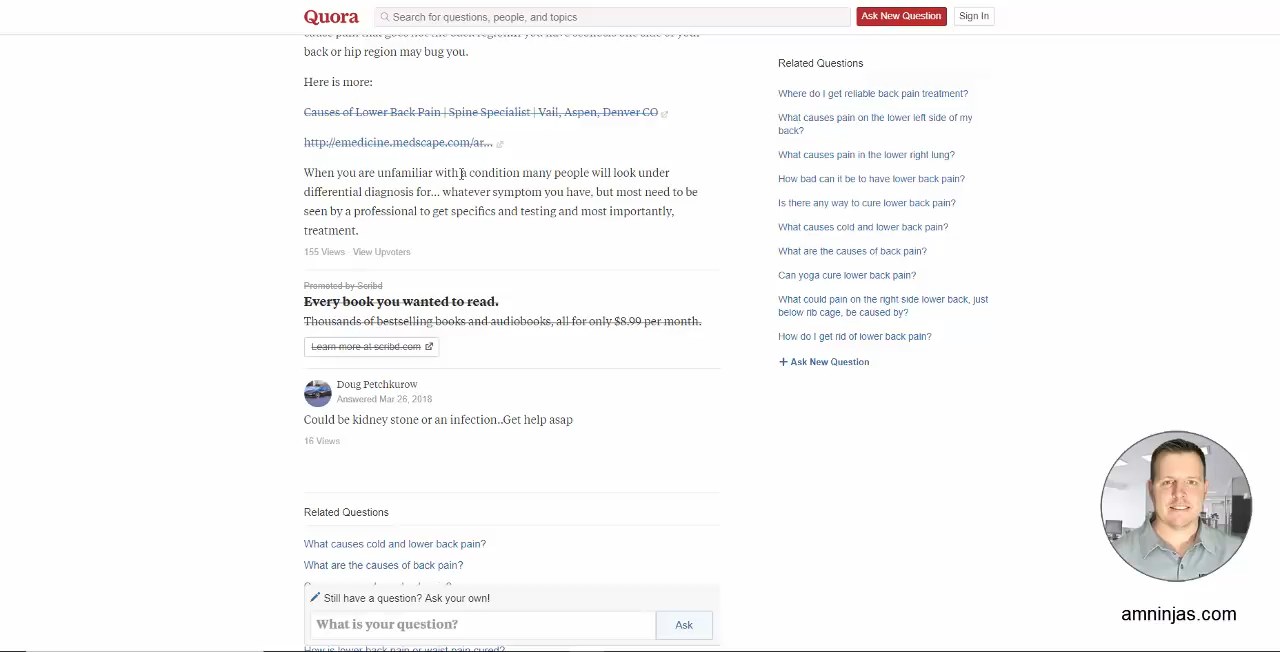 Quora
Search for questions, people, and topics
Ask New Question
Sign In
back or hip region may bug you.
Here is more:
Causes of Lower Back Pain | Spine Specialist | Vail, Aspen, Denver CO
http://emedicine.medscape.com/ar...
When you are unfamiliar with a condition many people will look under
differential diagnosis for... whatever symptom you have, but most need to be
seen by a professional to get specifics and testing and most importantly,
treatment.
155 Views · View Upvoters
Promoted by Scribd
Every book you wanted to read.
Thousands of bestselling books and audiobooks, all for only $8.99 per month.
Learn more at scribd.com
Doug Petchkurow
Answered Mar 26, 2018
Could be kidney stone or an infection..Get help asap
16 Views
Related Questions
What causes cold and lower back pain?
What are the causes of back pain?
Still have a question? Ask your own!
What is your question?
Ask
How is lower back pain or waist pain cured?
Related Questions
Where do I get reliable back pain treatment?
What causes pain on the lower left side of my
back?
What causes pain in the lower right lung?
How bad can it be to have lower back pain?
Is there any way to cure lower back pain?
What causes cold and lower back pain?
What are the causes of back pain?
Can yoga cure lower back pain?
What could pain on the right side lower back, just
below rib cage, be caused by?
How do I get rid of lower back pain?
+ Ask New Question
amninjas.com